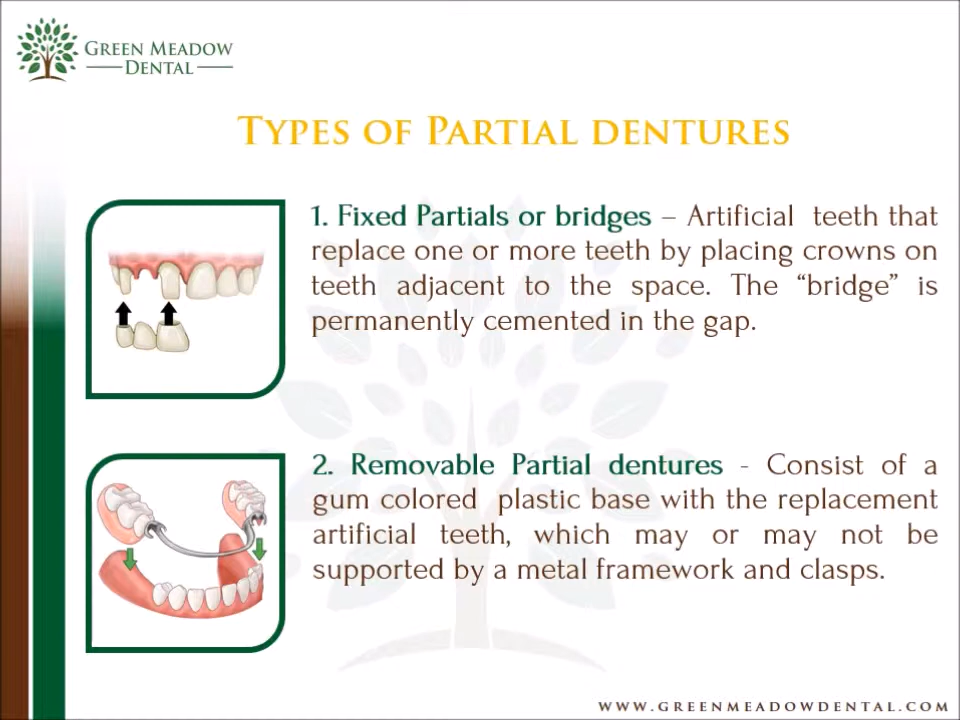 GREEN MEADOW
DENTAL
TYPES OF PARTIAL DENTURES
1. Fixed Partials or bridges – Artificial teeth that
replace one or more teeth by placing crowns on
teeth adjacent to the space. The “bridge” is
permanently cemented in the gap.
2. Removable Partial dentures - Consist of a
gum colored plastic base with the replacement
artificial teeth, which may or may not be
supported by a metal framework and clasps.
WWW.GREENMEADOWDENTAL.COM